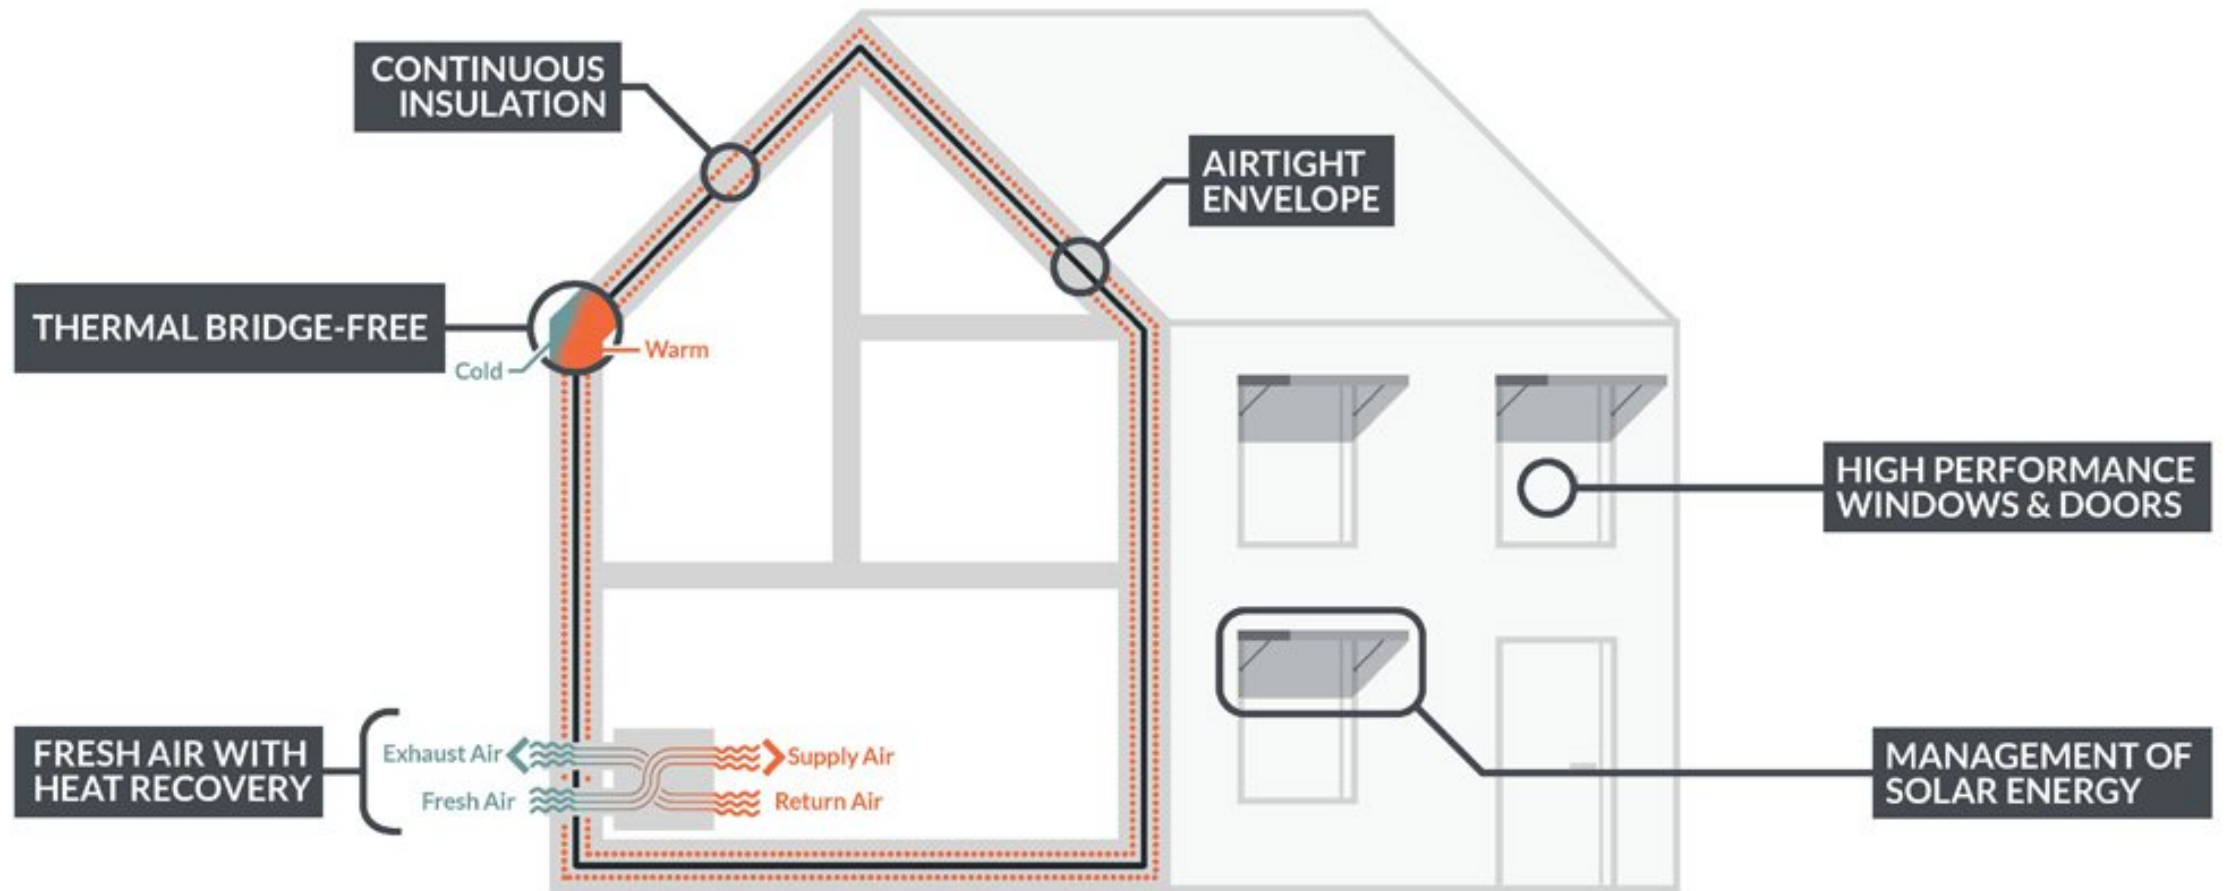 CONTINUOUS
INSULATION
AIRTIGHT
ENVELOPE
THERMAL BRIDGE-FREE
Cold
Warm
HIGH PERFORMANCE
WINDOWS & DOORS
FRESH AIR WITH
HEAT RECOVERY
Exhaust Air
Supply Air
Fresh Air
Return Air
MANAGEMENT OF
SOLAR ENERGY